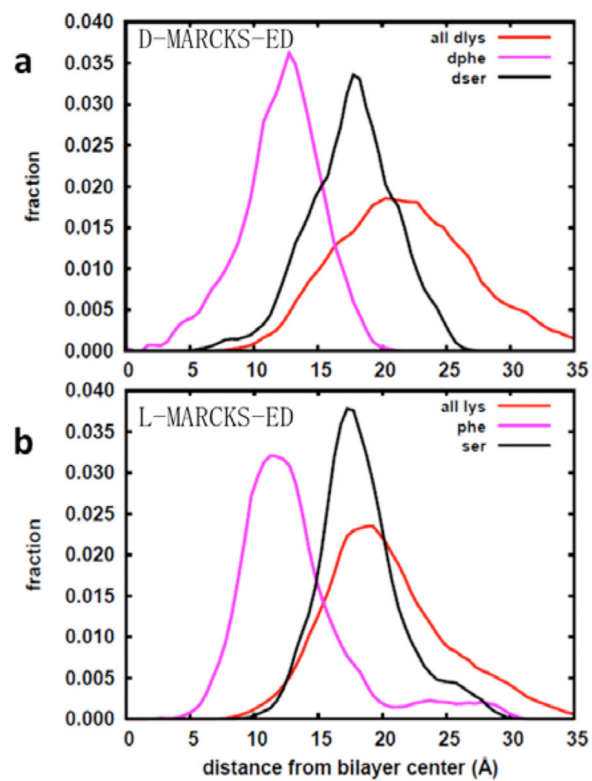 a
D-MARCKS-ED
all dlys
dphe
dser
fraction
0.040
0.035
0.030
0.025
0.020
0.015
0.010
0.005
0.000
0 5 10 15 20 25 30 35
b
L-MARCKS-ED
all lys
phe
ser
fraction
0.040
0.035
0.030
0.025
0.020
0.015
0.010
0.005
0.000
0 5 10 15 20 25 30 35
distance from bilayer center (Å)